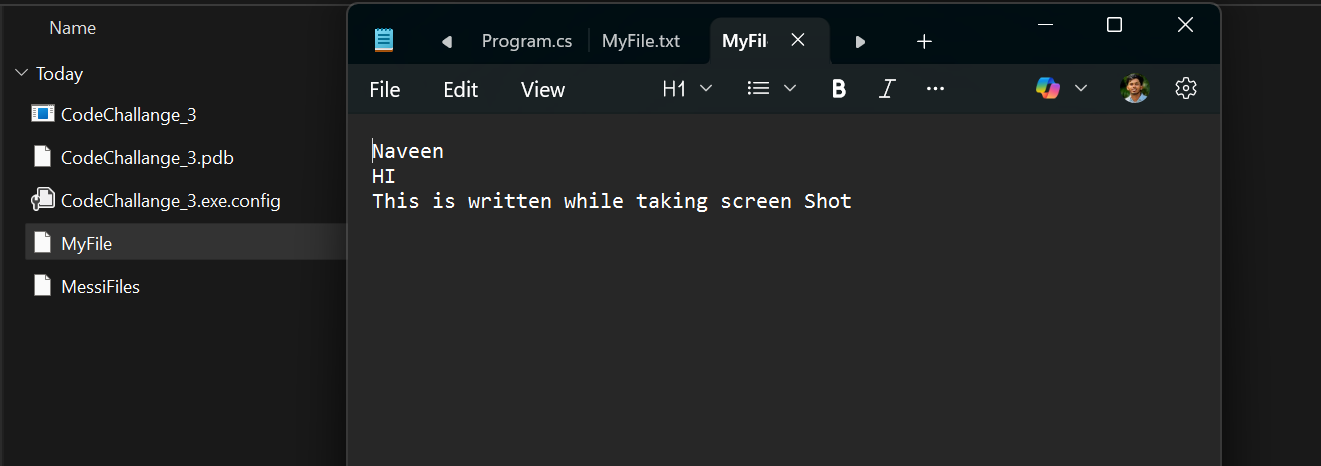 Name
Today
CodeChallange_3
CodeChallange_3.pdb
CodeChallange_3.exe.config
MyFile
MessiFiles
Program.cs MyFile.txt MyFil
File Edit View H1 B I ...
Naveen
HI
This is written while taking screen Shot